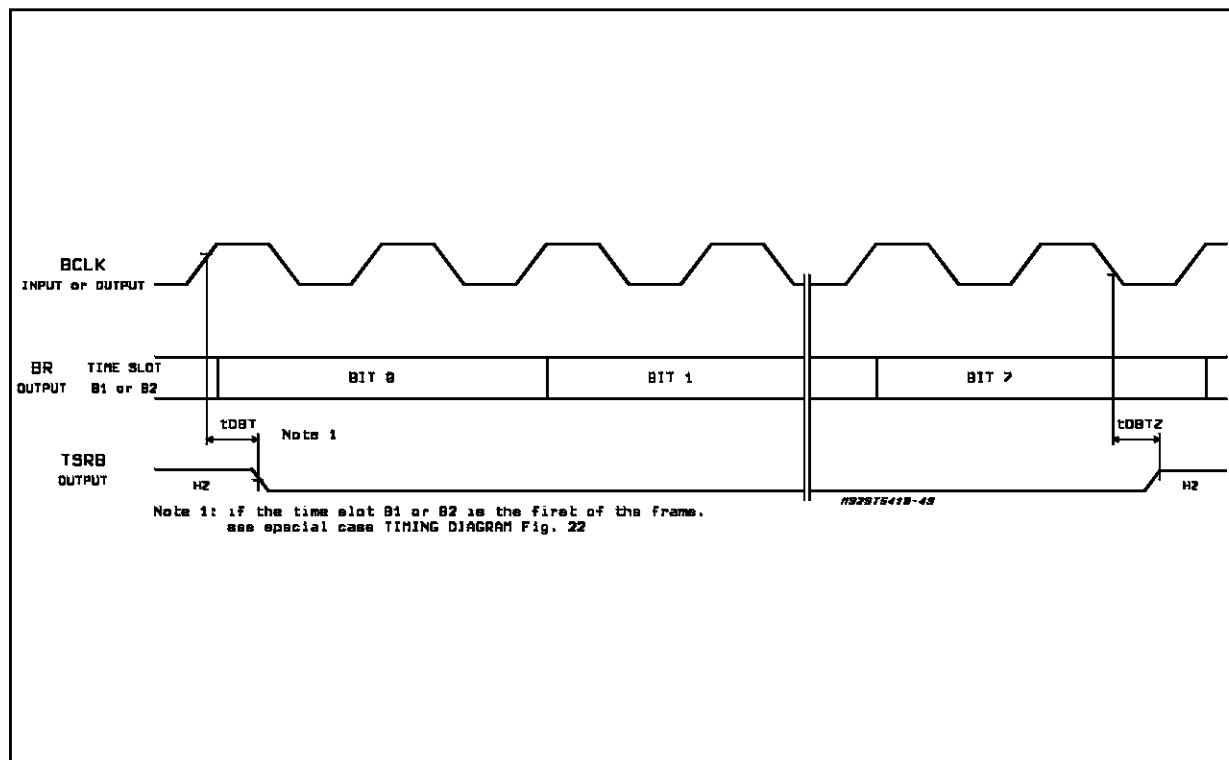 BCLK
INPUT or OUTPUT
BR TIME SLOT
OUTPUT B1 or B2
BIT 0
BIT 1
BIT 7
tDBT
Note 1
tDBTZ
TSRB
OUTPUT
HZ
HZ
Note 1: if the time slot B1 or B2 is the first of the frame.
see special case TIMING DIAGRAM Fig. 22